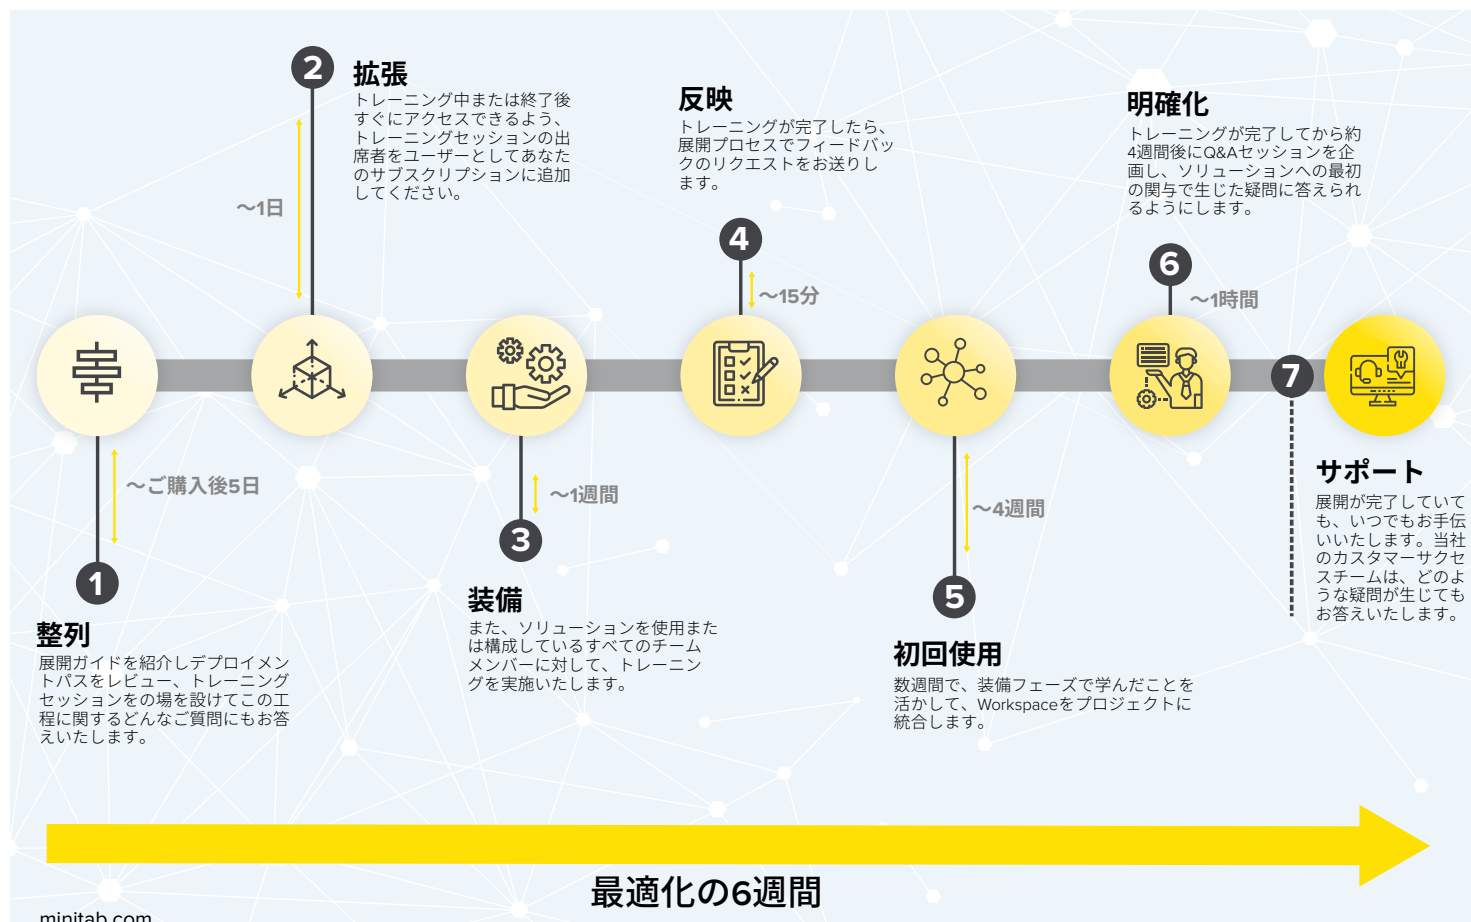 2
拡張
トレーニング中または終了後
すぐにアクセスできるよう、
トレーニングセッションの出
席者をユーザーとしてあなた
のサブスクリプションに追加
してください。
〜1日
反映
トレーニングが完了したら、
展開プロセスでフィードバッ
クのリクエストをお送りし
ます。
4
〜15分
明確化
トレーニングが完了してから約
4週間後にQ&Aセッションを企
画し、ソリューションへの最初
の関与で生じた疑問に答えられ
るようにします。
6
〜1時間
〜ご購入後5日
1
整列
展開ガイドを紹介しデプロイメン
トパスをレビュー、トレーニング
セッションをの場を設けてこの工
程に関するどんなご質問にもお答
えいたします。
〜1週間
3
装備
また、ソリューションを使用また
は構成しているすべてのチーム
メンバーに対して、トレーニン
グを実施いたします。
〜4週間
5
初回使用
数週間で、装備フェーズで学んだことを
活かして、Workspaceをプロジェクトに
統合します。
7
サポート
展開が完了していて
も、いつでもお手伝
いいたします。当社
のカスタマーサクセ
スチームは、どのよ
うな疑問が生じても
お答えいたします。
最適化の6週間
minitab.com